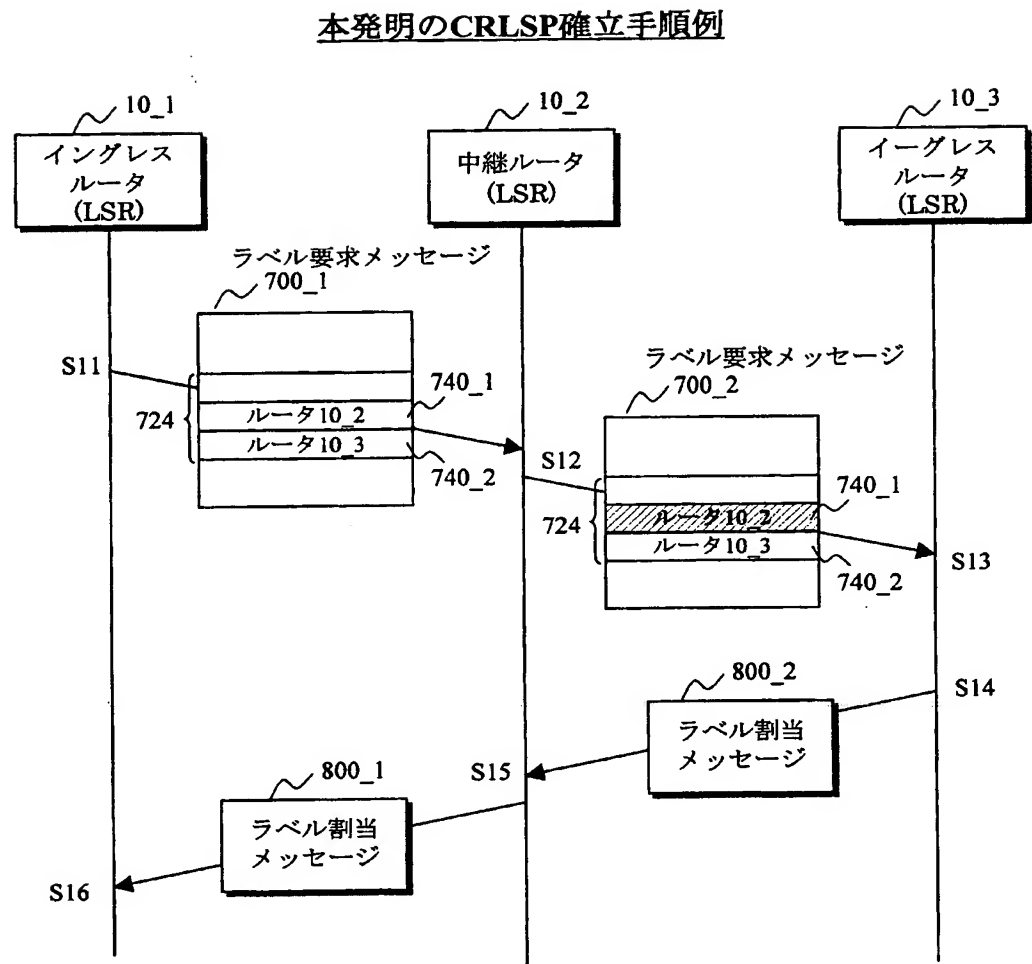 本発明のCRLSP確立手順例
10_1
10_2
10_3
イングレス
ルータ
(LSR)
中継ルータ
(LSR)
イーグレス
ルータ
(LSR)
ラベル要求メッセージ
700_1
S11
724
740_1
ルータ10_2
ルータ10_3
740_2
ラベル要求メッセージ
700_2
S12
724
740_1
ルータ10_2
ルータ10_3
740_2
S13
S14
800_2
ラベル割当
メッセージ
S15
800_1
ラベル割当
メッセージ
S16